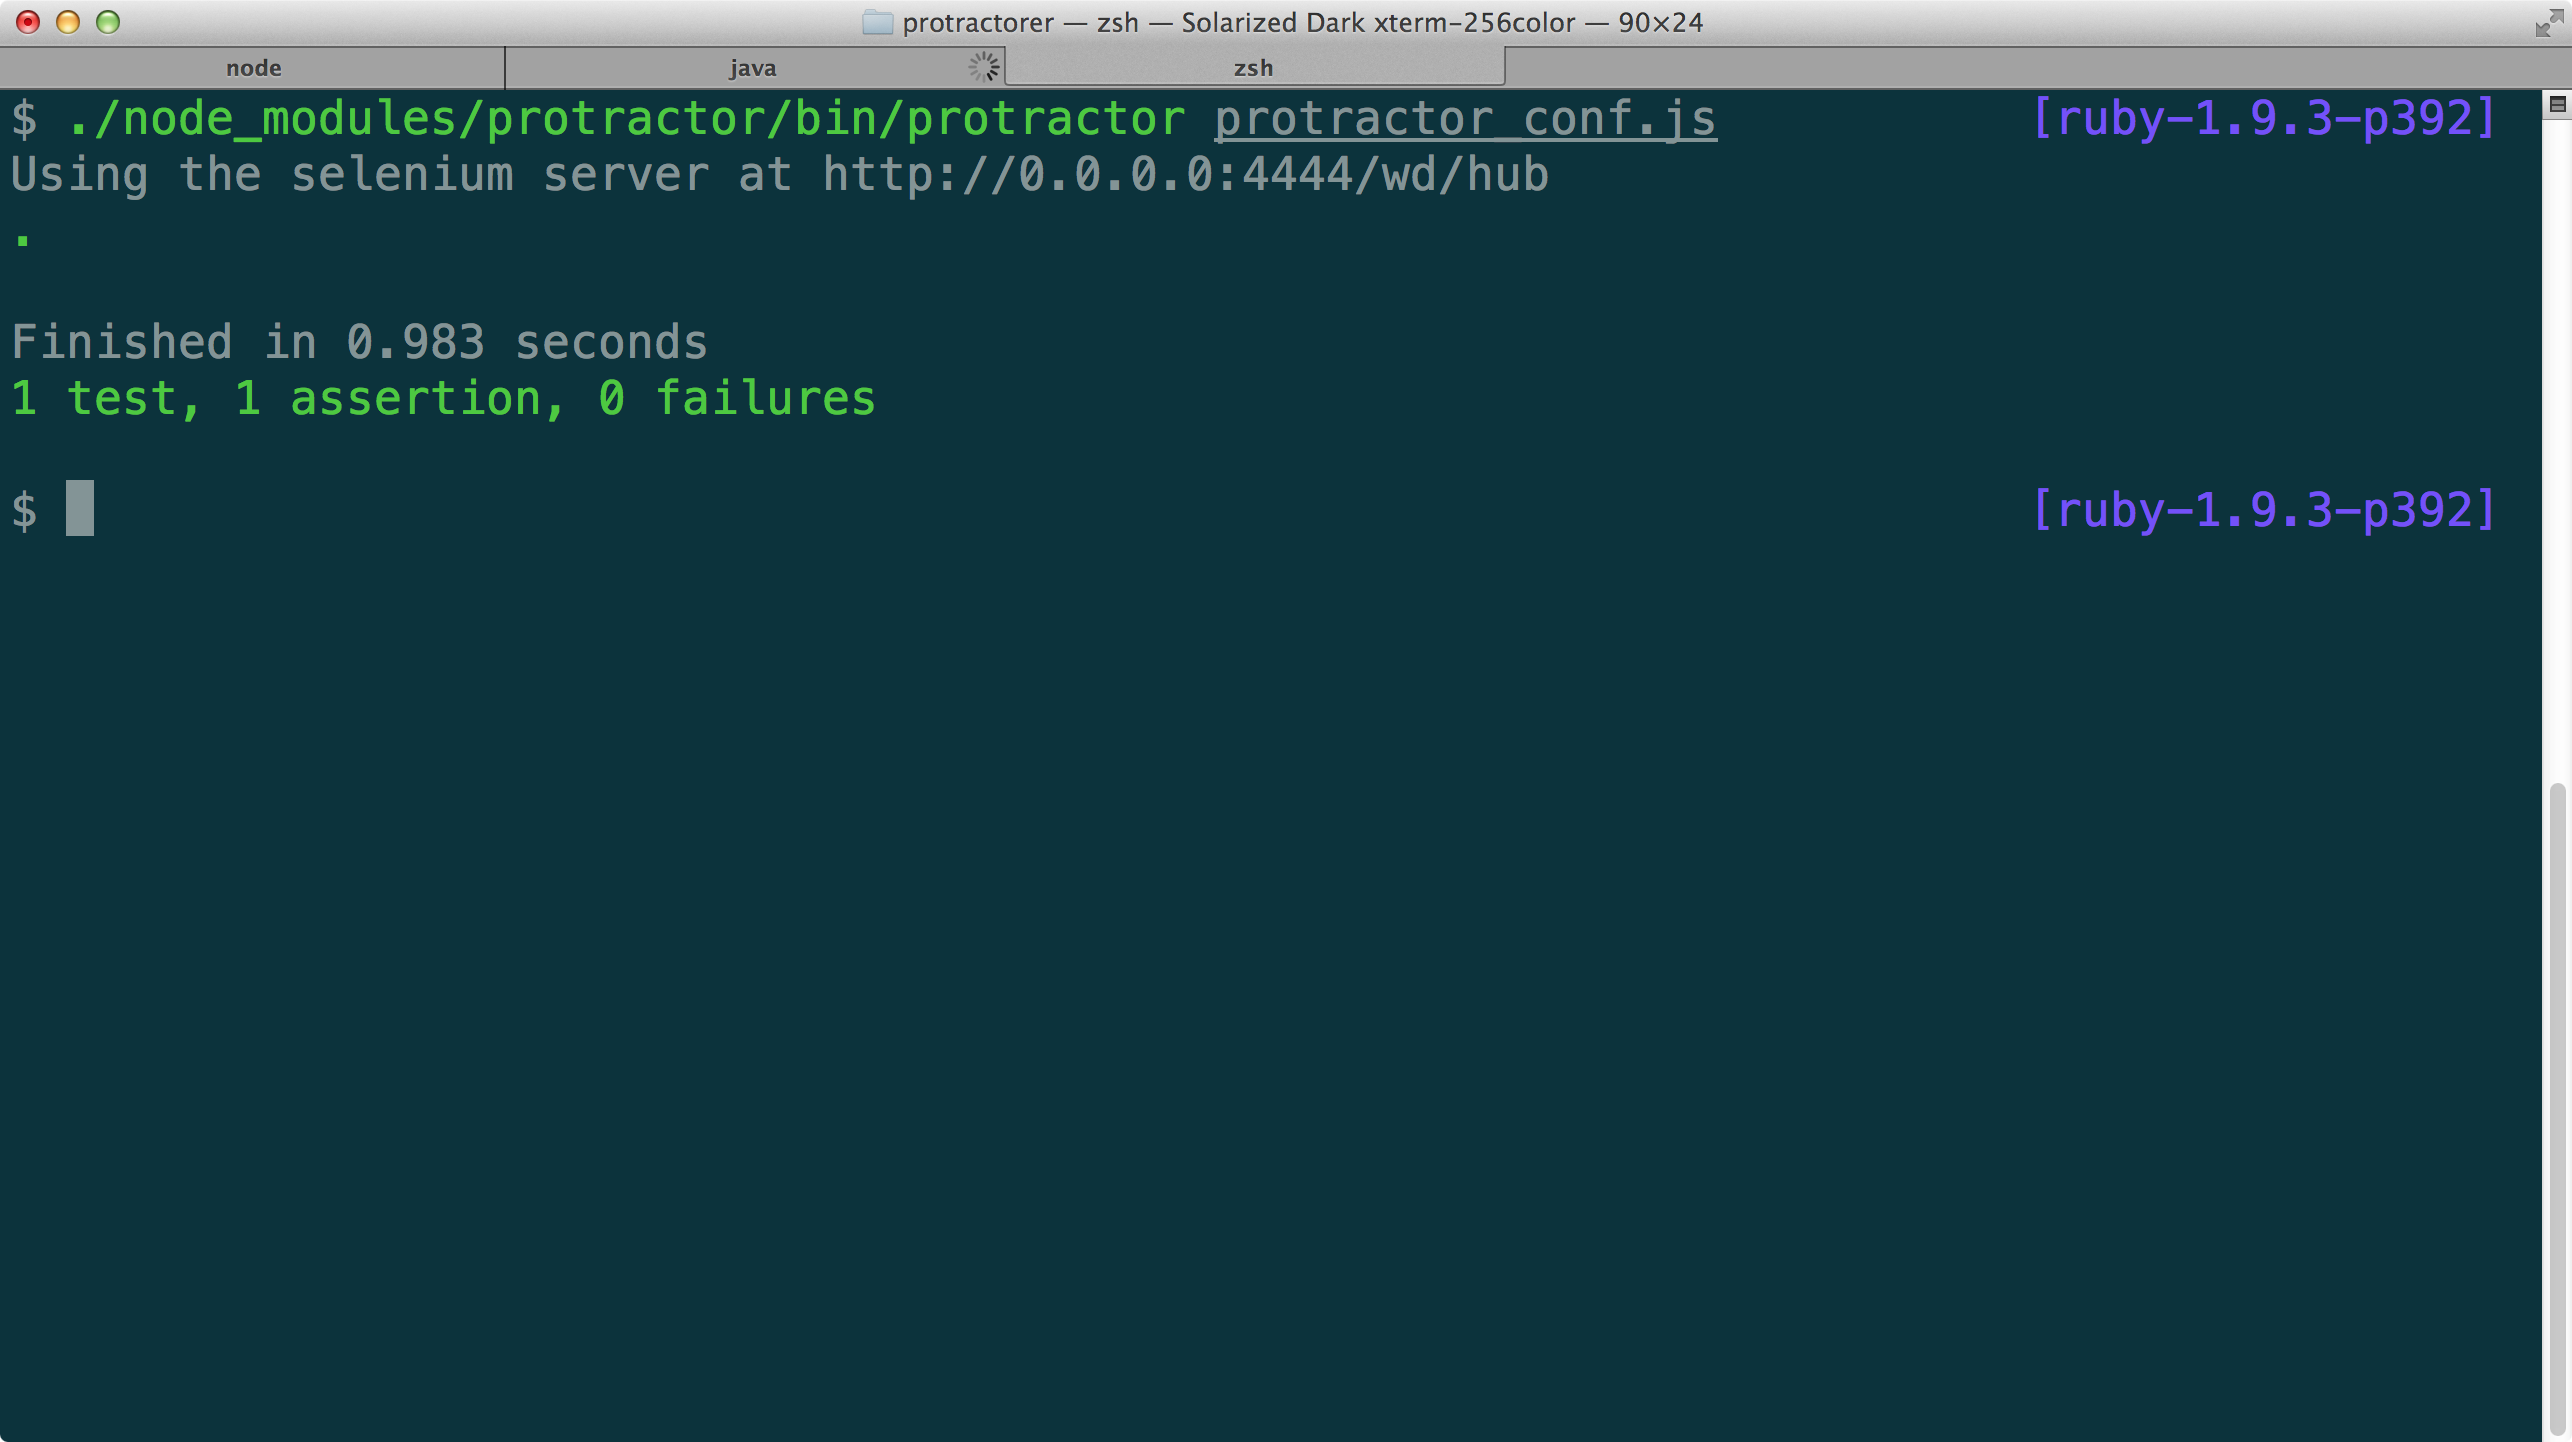 protractorer — zsh — Solarized Dark xterm-256color — 90×24
node java zsh
$ ./node_modules/protractor/bin/protractor protractor_conf.js [ruby-1.9.3-p392]
Using the selenium server at http://0.0.0.0:4444/wd/hub
.
Finished in 0.983 seconds
1 test, 1 assertion, 0 failures
$ [ruby-1.9.3-p392]